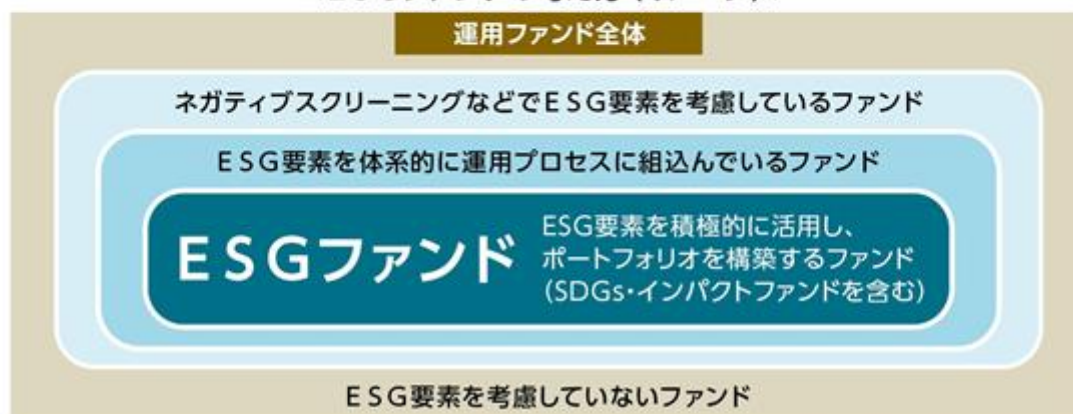 運用ファンド全体
ネガティブスクリーニングなどでESG要素を考慮しているファンド
ESG要素を体系的に運用プロセスに組込んでいるファンド
ESGファンド
ESG要素を積極的に活用し、
ポートフォリオを構築するファンド
(SDGs・インパクトファンドを含む)
ESG要素を考慮していないファンド